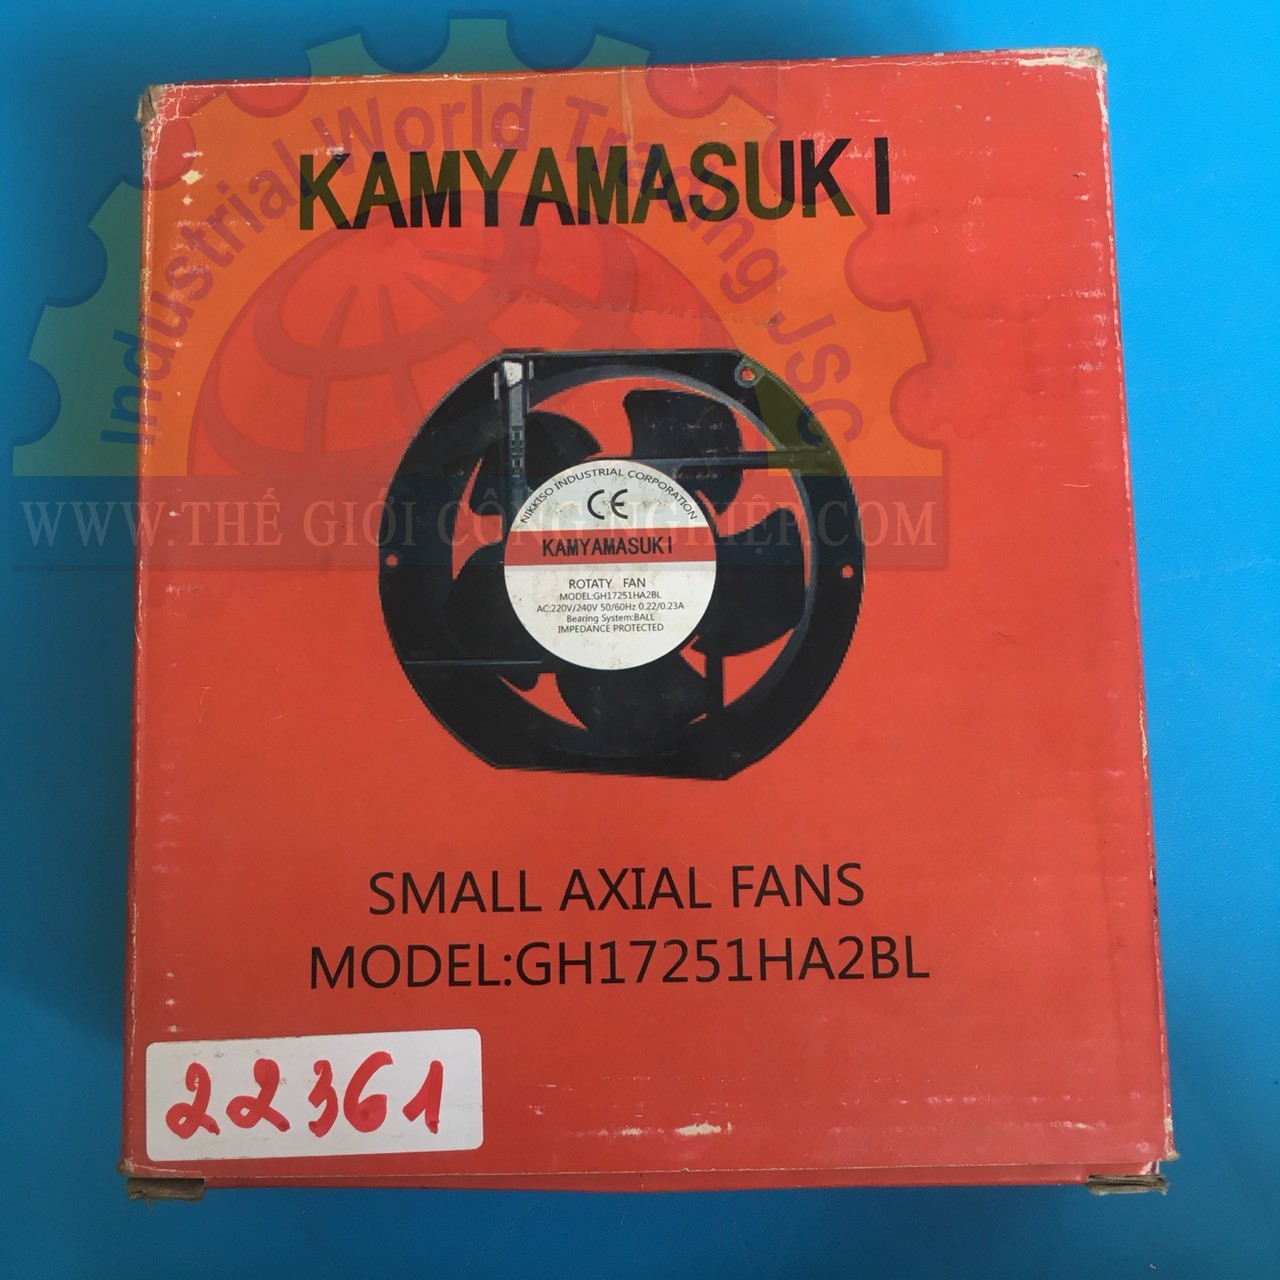 Industrial World Trading JSC
KAMYAMASUKI
WWW.THẾ GIỚI CÔNG NGHIỆP.COM
NIKKISO INDUSTRIAL CORPORATION
CE
KAMYAMASUKI
ROTATY FAN
MODEL:GH17251HA2BL
AC:220V/240V 50/60Hz 0.22/0.23A
Bearing System:BALL
IMPEDANCE PROTECTED
SMALL AXIAL FANS
MODEL:GH17251HA2BL
22361